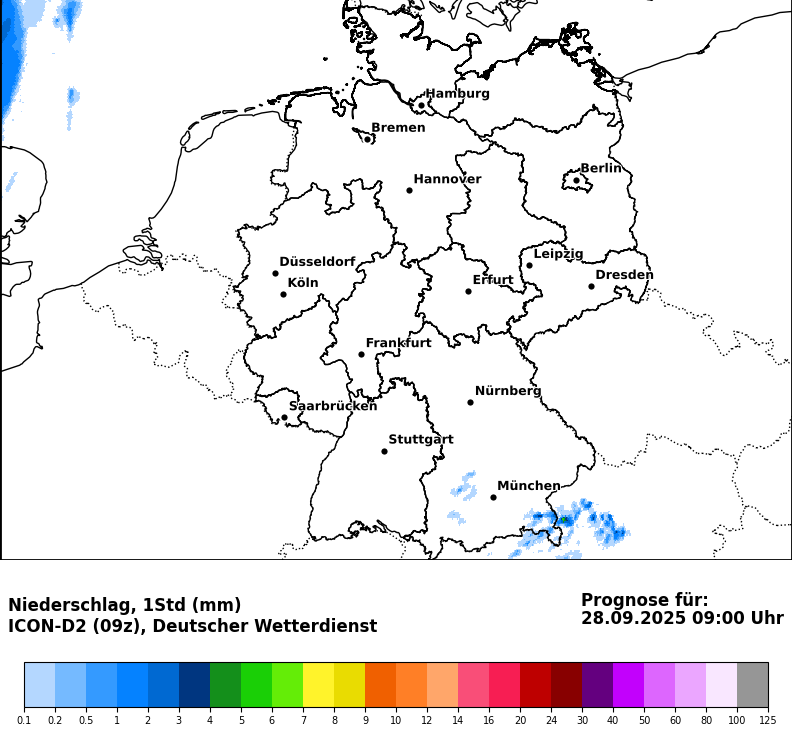 Hamburg
Bremen
Berlin
Hannover
Leipzig
Düsseldorf
Dresden
Köln
Erfurt
Frankfurt
Nürnberg
Saarbrücken
Stuttgart
München
Niederschlag, 1Std (mm)
ICON-D2 (09z), Deutscher Wetterdienst
Prognose für:
28.09.2025 09:00 Uhr
0.1 0.2 0.5 1 2 3 4 5 6 7 8 9 10 12 14 16 20 24 30 40 50 60 80 100 125